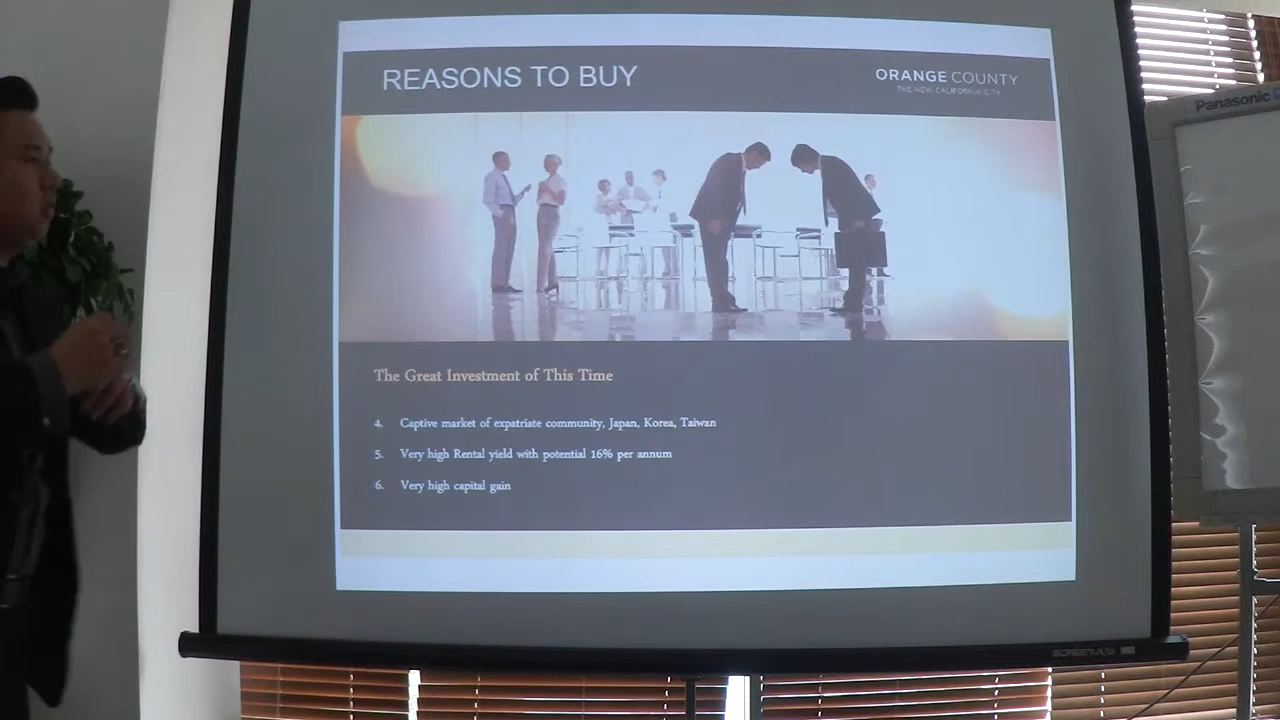 REASONS TO BUY
ORANGE COUNTY
THE NEW CALIFORNIA CITY
Panasonic
The Great Investment of This Time
4. Captive market of expatriate community, Japan, Korea, Taiwan
5. Very high Rental yield with potential 16% per annum
6. Very high capital gain
SCREENVIEW